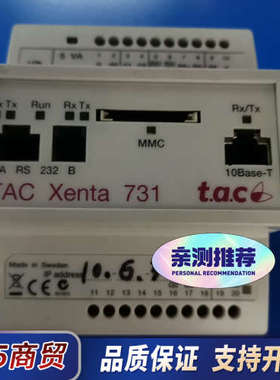 5 VA
Rx Tx Run Rx Tx
Rx/Tx
MMC
A RS 232 B
10Base-T
TAC Xenta 731
t.a.c
亲测推荐
Made in Sweden
IP address
10.6.
11 12 13 14 15 16 17 18 19 20
5商贸
品质保证 支持开